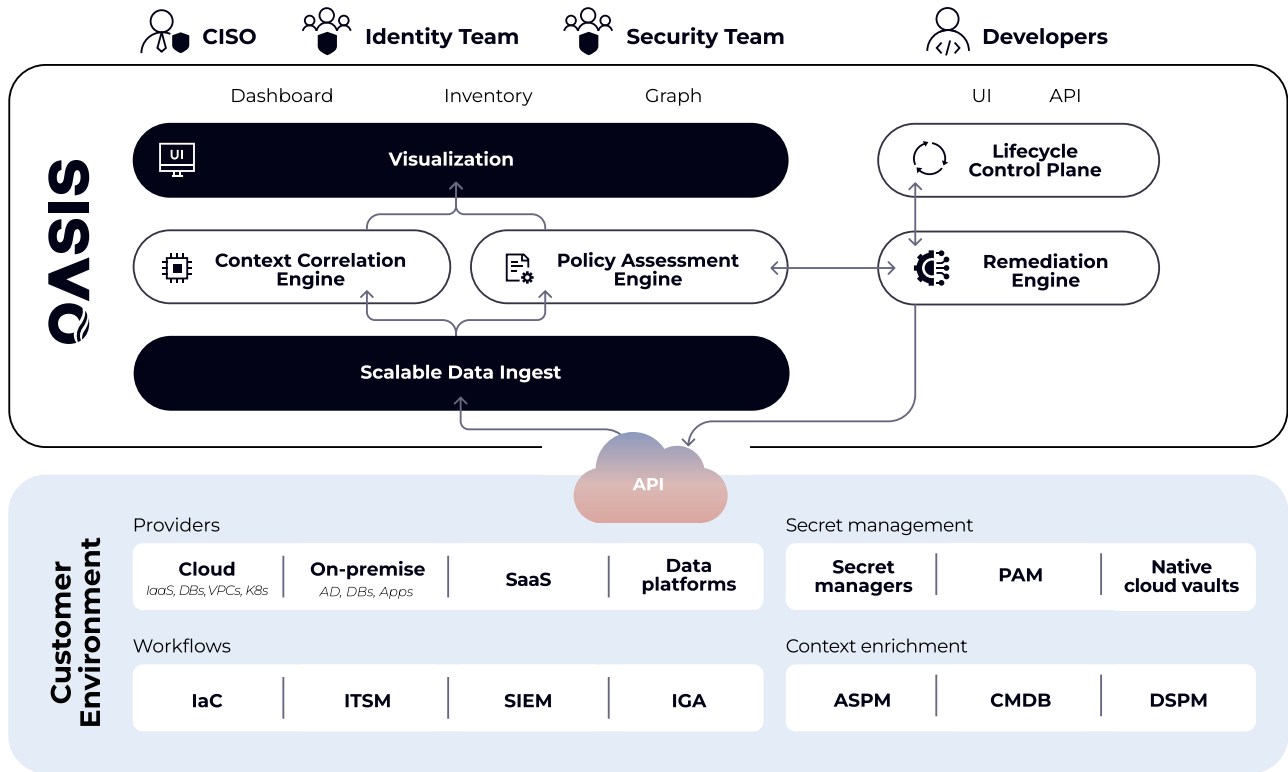 CISO
Identity Team
Security Team
Developers
Dashboard
Inventory
Graph
UI
API
UI
Visualization
Lifecycle
Control Plane
OASIS
Context Correlation
Engine
Policy Assessment
Engine
Remediation
Engine
Scalable Data Ingest
API
Customer
Environment
Providers
Cloud
IaaS, DBs, VPCs, K8s
On-premise
AD, DBs, Apps
SaaS
Data
platforms
Secret management
Secret
managers
PAM
Native
cloud vaults
Workflows
IaC
ITSM
SIEM
IGA
Context enrichment
ASPM
CMDB
DSPM